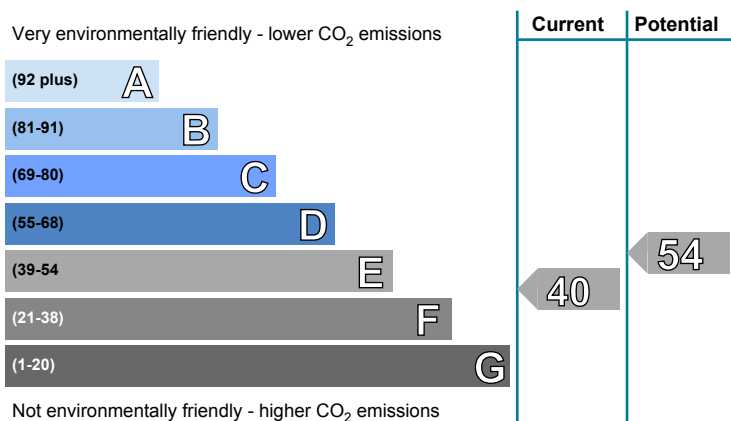 Very environmentally friendly - lower CO2 emissions
Current
Potential
(92 plus) A
(81-91) B
(69-80) C
(55-68) D
(39-54 E
54
40
(21-38) F
(1-20) G
Not environmentally friendly - higher CO2 emissions